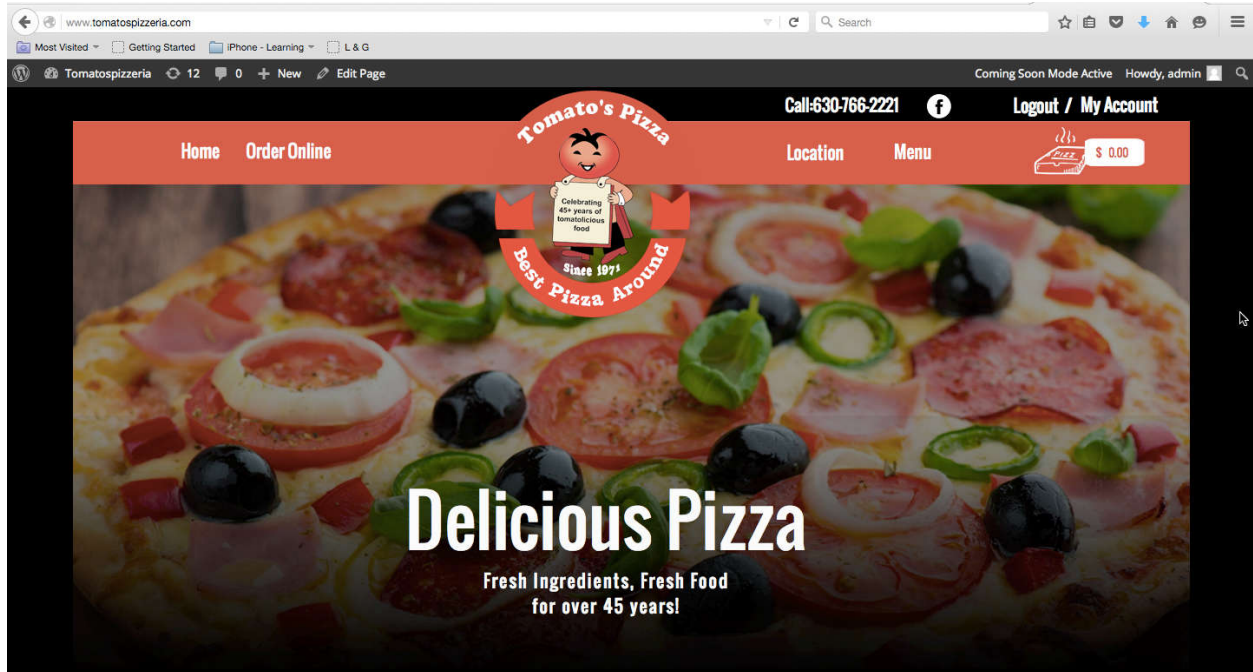 www.tomatospizzeria.com
Search
Most Visited
Getting Started
iPhone - Learning
L & G
Tomatospizzeria 12 0 + New Edit Page
Coming Soon Mode Active Howdy, admin
Call:630-766-2221
f
Logout / My Account
Home
Order Online
Tomato's Pizza
Celebrating
45+ years of
tomatolicious
food
Since 1971
Best Pizza Around
Location
Menu
PIZZ
$ 0.00
Delicious Pizza
Fresh Ingredients, Fresh Food
for over 45 years!